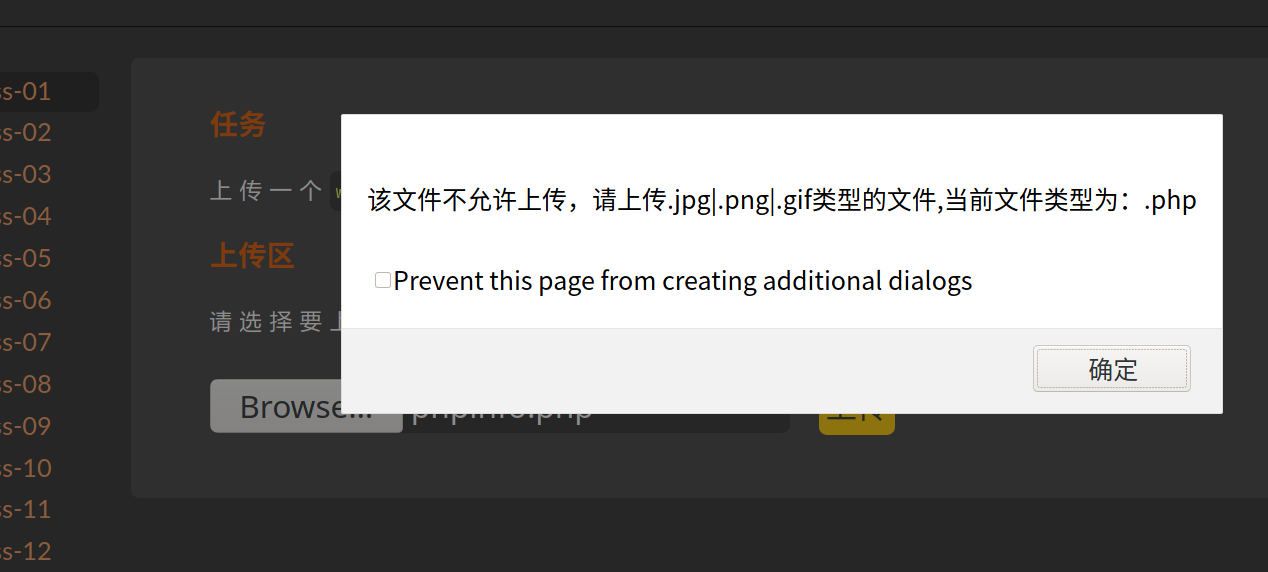 ss-01
ss-02
ss-03
ss-04
ss-05
ss-06
ss-07
ss-08
ss-09
ss-10
ss-11
ss-12
任务
上传一个
上传区
请选择要上
该文件不允许上传，请上传.jpg|.png|.gif类型的文件,当前文件类型为：.php
Prevent this page from creating additional dialogs
确定
Browse... phpinfo.php
上传